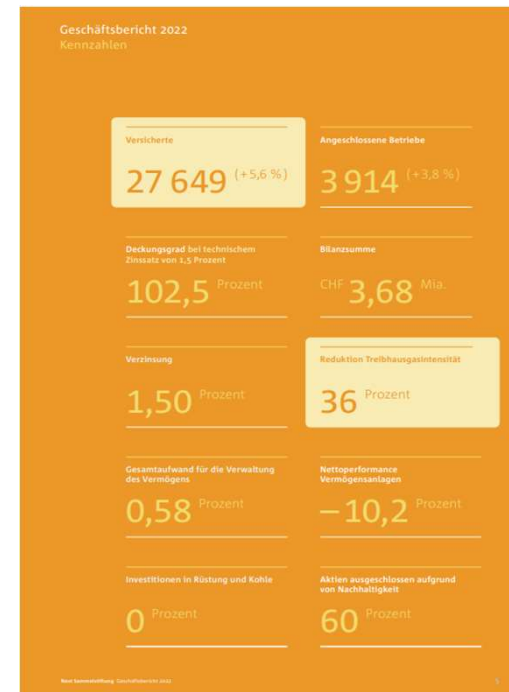 Geschäftsbericht 2022
Kennzahlen
Versicherte
27 649 (+5,6 %)
Angeschlossene Betriebe
3 914 (+3,8 %)
Deckungsgrad bei technischem
Zinssatz von 1,5 Prozent
102,5 Prozent
Bilanzsumme
CHF 3,68 Mia.
Verzinsung
1,50 Prozent
Reduktion Treibhausgasintensität
36 Prozent
Gesamtaufwand für die Verwaltung
des Vermögens
0,58 Prozent
Nettoperformance
Vermögensanlagen
– 10,2 Prozent
Investitionen in Rüstung und Kohle
0 Prozent
Aktien ausgeschlossen aufgrund
von Nachhaltigkeit
60 Prozent
Nest Sammelstiftung Geschäftsbericht 2022